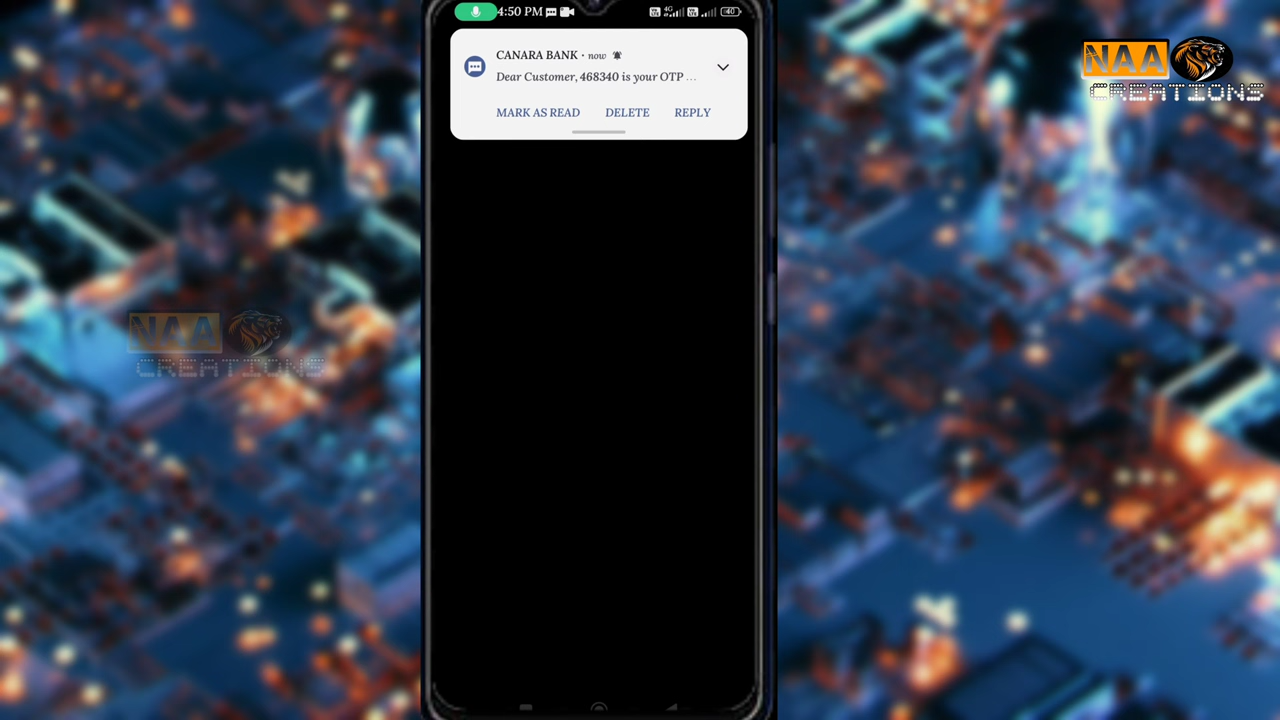 4:50 PM
4G
40
CANARA BANK • now
Dear Customer, 468340 is your OTP ...
MARK AS READ DELETE REPLY
NAA
CREATIONS
NAA
CREATIONS